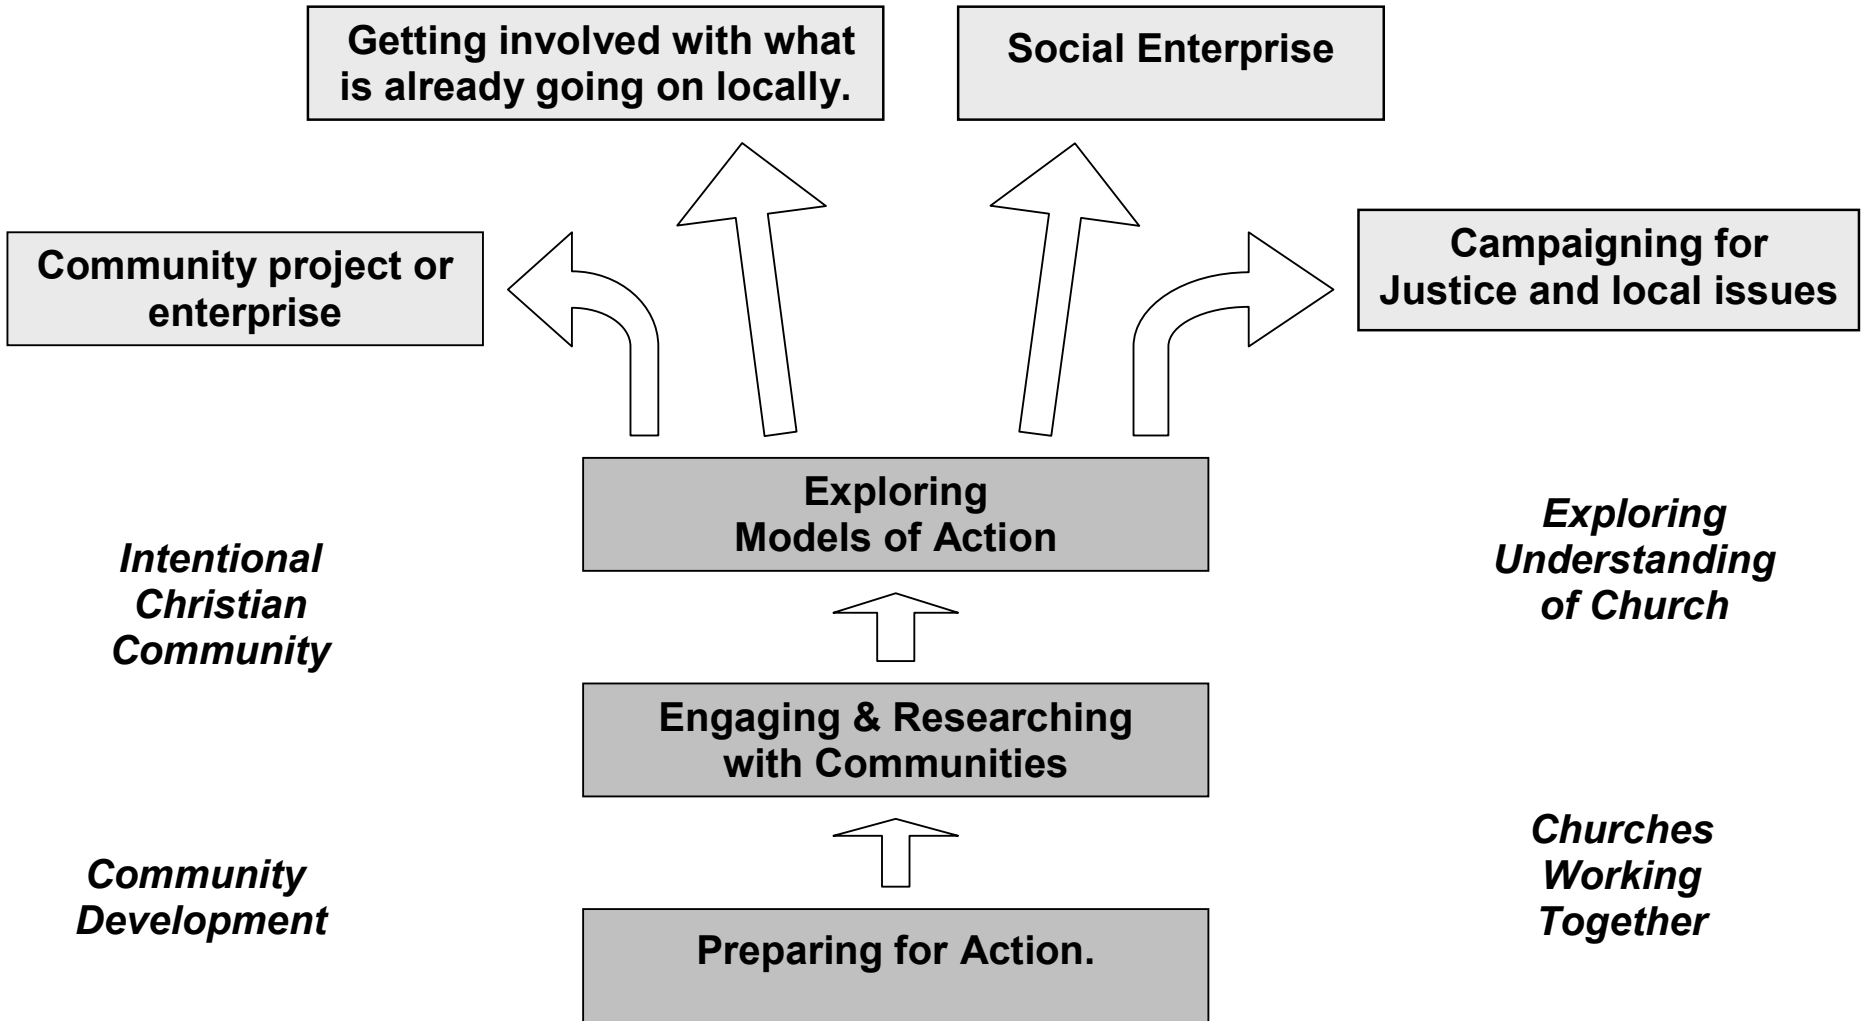 Getting involved with what
is already going on locally.
Social Enterprise
Community project or
enterprise
Campaigning for
Justice and local issues
Exploring
Models of Action
Intentional
Christian
Community
Exploring
Understanding
of Church
Engaging & Researching
with Communities
Community
Development
Churches
Working
Together
Preparing for Action.